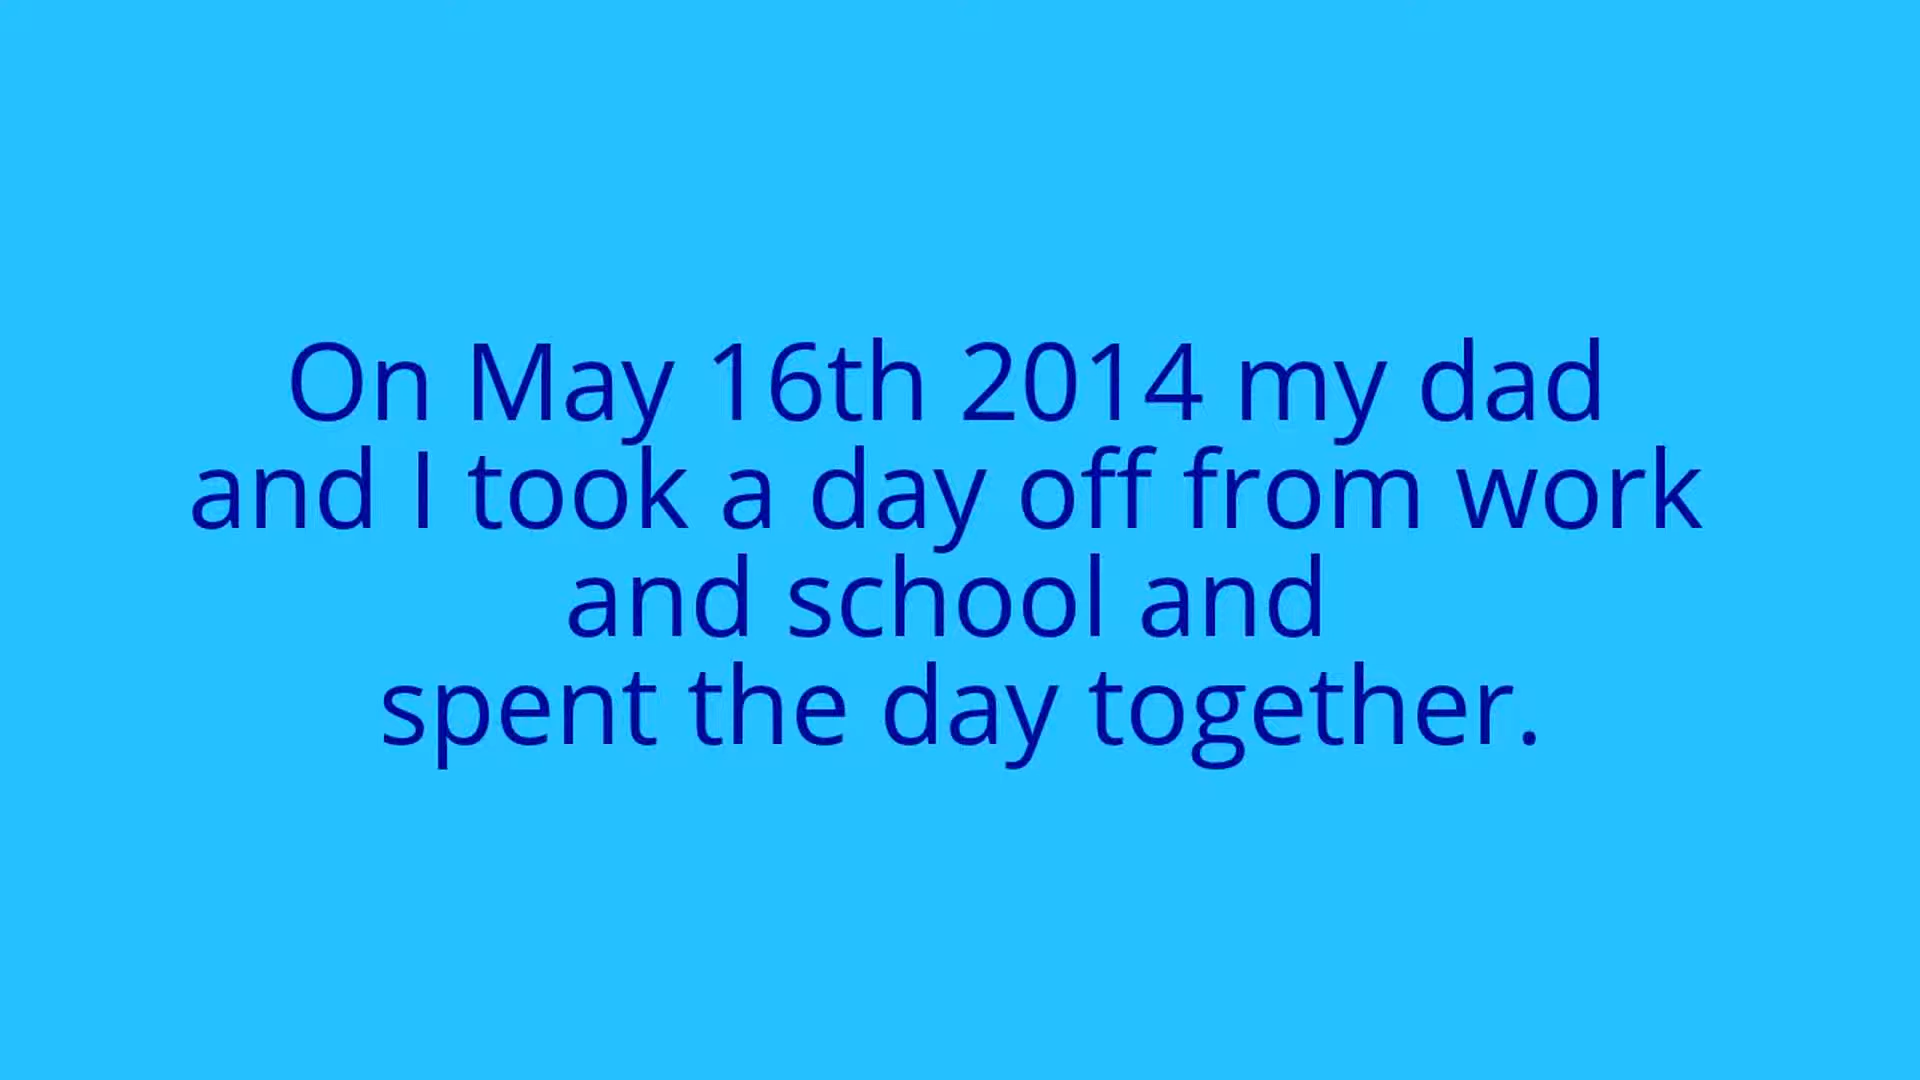 On May 16th 2014 my dad
and I took a day off from work
and school and
spent the day together.